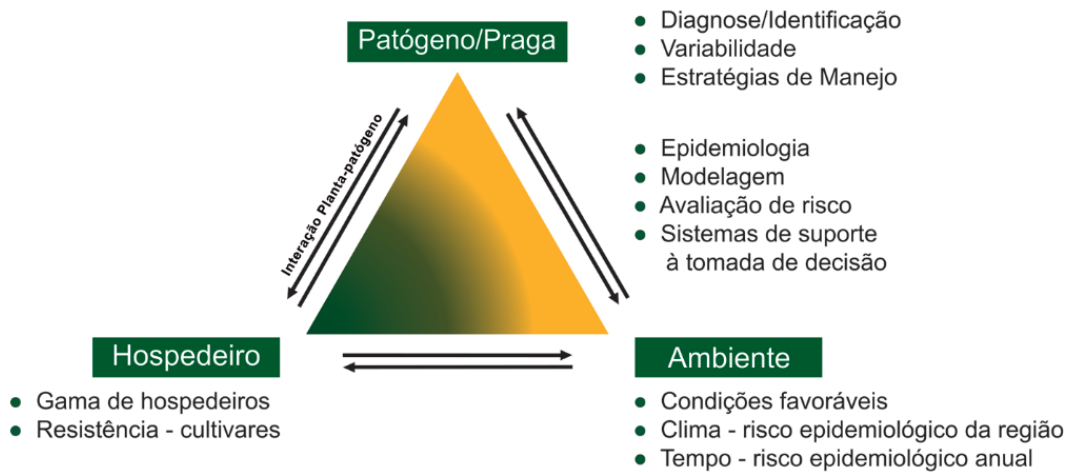 Patógeno/Praga
Diagnose/Identificação
Variabilidade
Estratégias de Manejo
Interação Planta-patógeno
Epidemiologia
Modelagem
Avaliação de risco
Sistemas de suporte
à tomada de decisão
Hospedeiro
Gama de hospedeiros
Resistência - cultivares
Ambiente
Condições favoráveis
Clima - risco epidemiológico da região
Tempo - risco epidemiológico anual